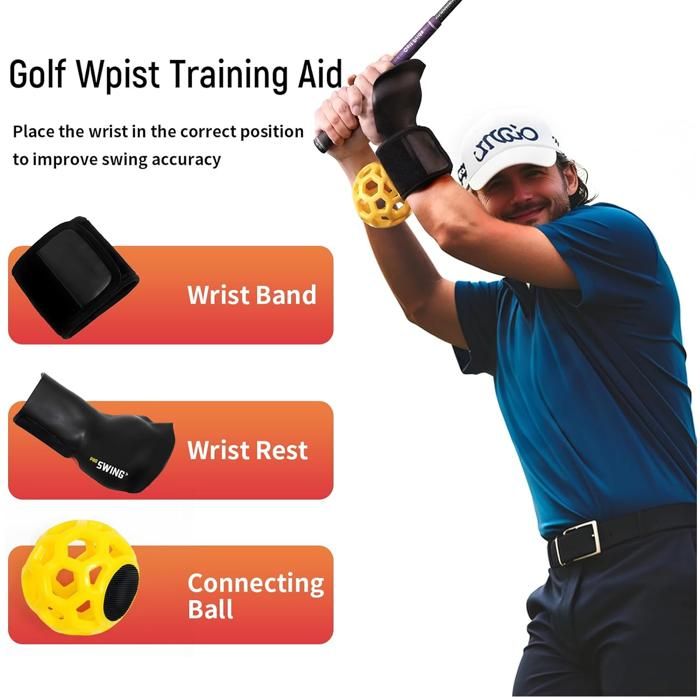 Golf Wpist Training Aid
Place the wrist in the correct position
to improve swing accuracy
Wrist Band
PRO
SWING
Wrist Rest
Connecting
Ball